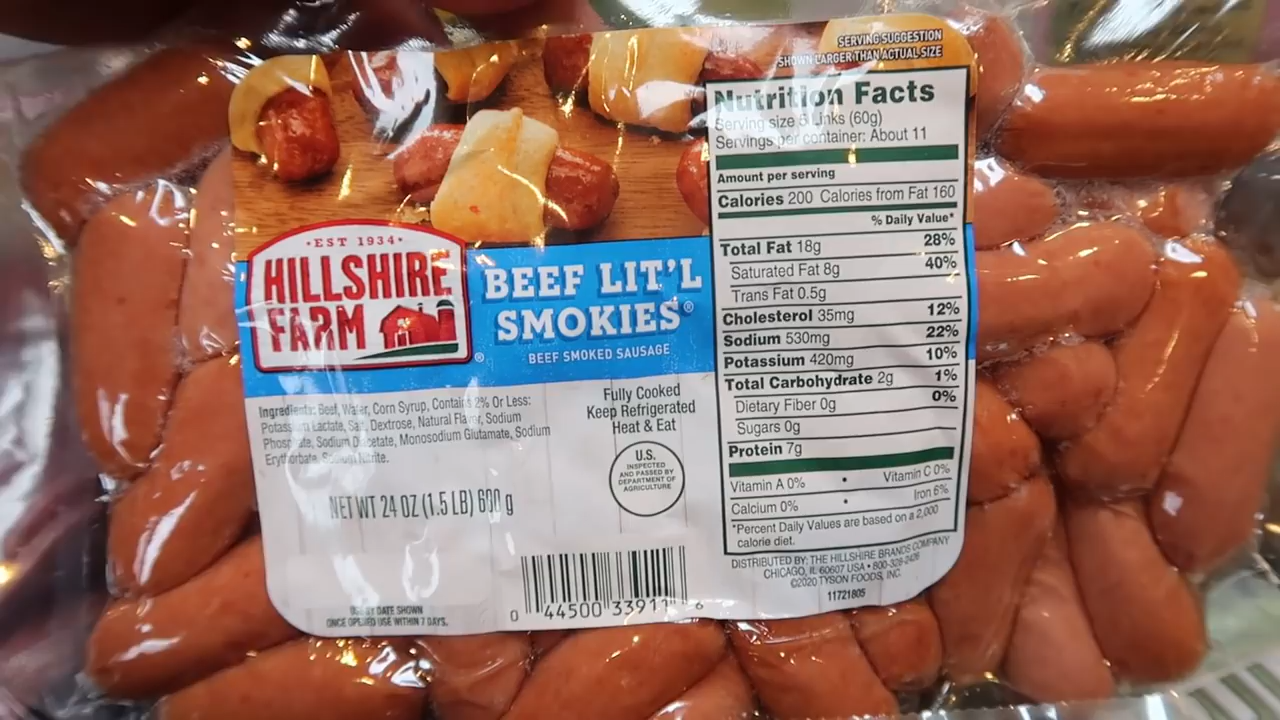 SERVING SUGGESTION
SHOWN LARGER THAN ACTUAL SIZE
•EST 1934•
HILLSHIRE
FARM
®
BEEF LIT'L
SMOKIES®
BEEF SMOKED SAUSAGE
Ingredients: Beef, Water, Corn Syrup, Contains 2% Or Less:
Potassium Lactate, Salt, Dextrose, Natural Flavor, Sodium
Phosphate, Sodium Diacetate, Monosodium Glutamate, Sodium
Erythorbate, Sodium Nitrite.
Fully Cooked
Keep Refrigerated
Heat & Eat
U.S.
INSPECTED
AND PASSED BY
DEPARTMENT OF
AGRICULTURE
NET WT 24 OZ (1.5 LB) 680 g
USE BY DATE SHOWN
ONCE OPENED USE WITHIN 7 DAYS.
0 44500 33911 6
Nutrition Facts
Serving size Links (60g)
Servings per container: About 11
Amount per serving
Calories 200 Calories from Fat 160
% Daily Value*
Total Fat 18g 28%
Saturated Fat 8g 40%
Trans Fat 0.5g
Cholesterol 35mg 12%
Sodium 530mg 22%
Potassium 420mg 10%
Total Carbohydrate 2g 1%
Dietary Fiber 0g 0%
Sugars 0g
Protein 7g
Vitamin A 0% • Vitamin C 0%
Calcium 0% • Iron 6%
*Percent Daily Values are based on a 2,000
calorie diet.
DISTRIBUTED BY: THE HILLSHIRE BRANDS COMPANY
CHICAGO, IL 60607 USA • 800-328-2426
©2020 TYSON FOODS, INC.
11721805